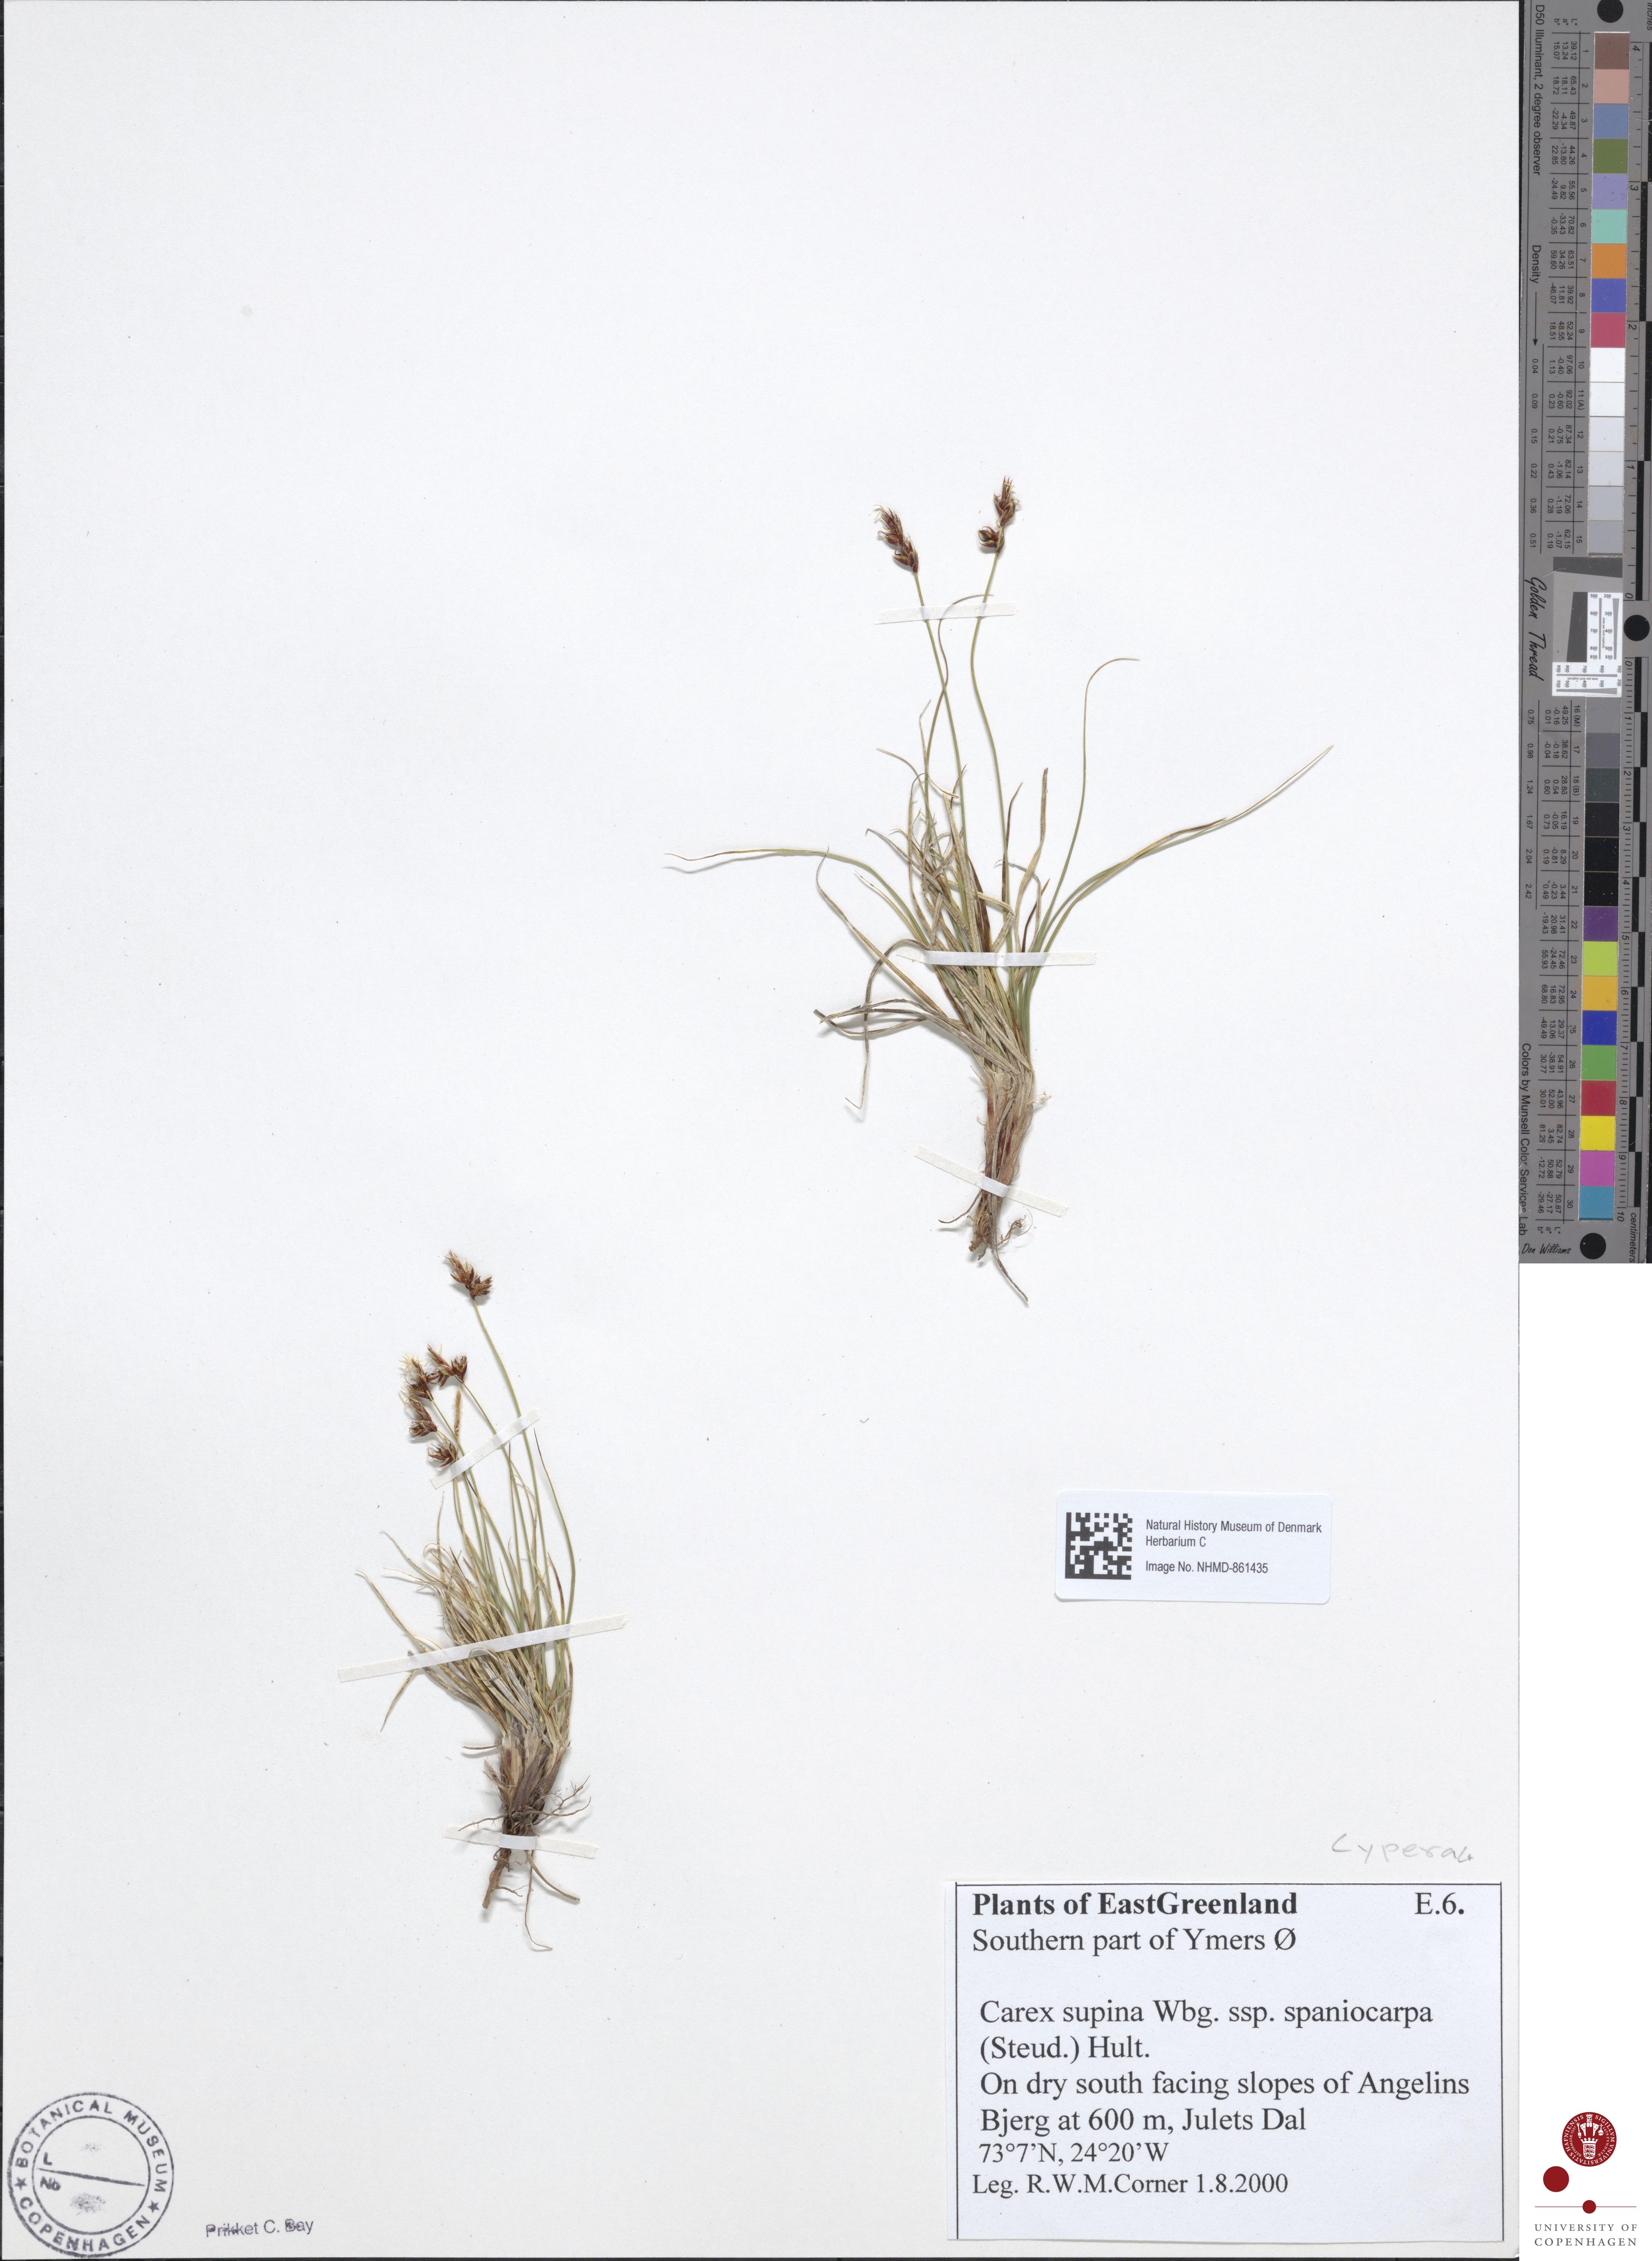 Natural History Museum of Denmark
Herbarium C
Image No. NHMD-861435
Plants of EastGreenland E.6.
Southern part of Ymers Ø
Carex supina Wbg. ssp. spaniocarpa
(Steud.) Hult.
On dry south facing slopes of Angelins
Bjerg at 600 m, Julets Dal
73°7'N, 24°20'W
Leg. R.W.M.Corner 1.8.2000
BOTANICAL MUSEUM
COPENHAGEN
Prikket C. Bay
D50 Illuminant, 2 degree observer
Density
Golden Thread
Colors by Munsell Color Services Lab
Don Williams
centimeters
UNIVERSITY OF
COPENHAGEN